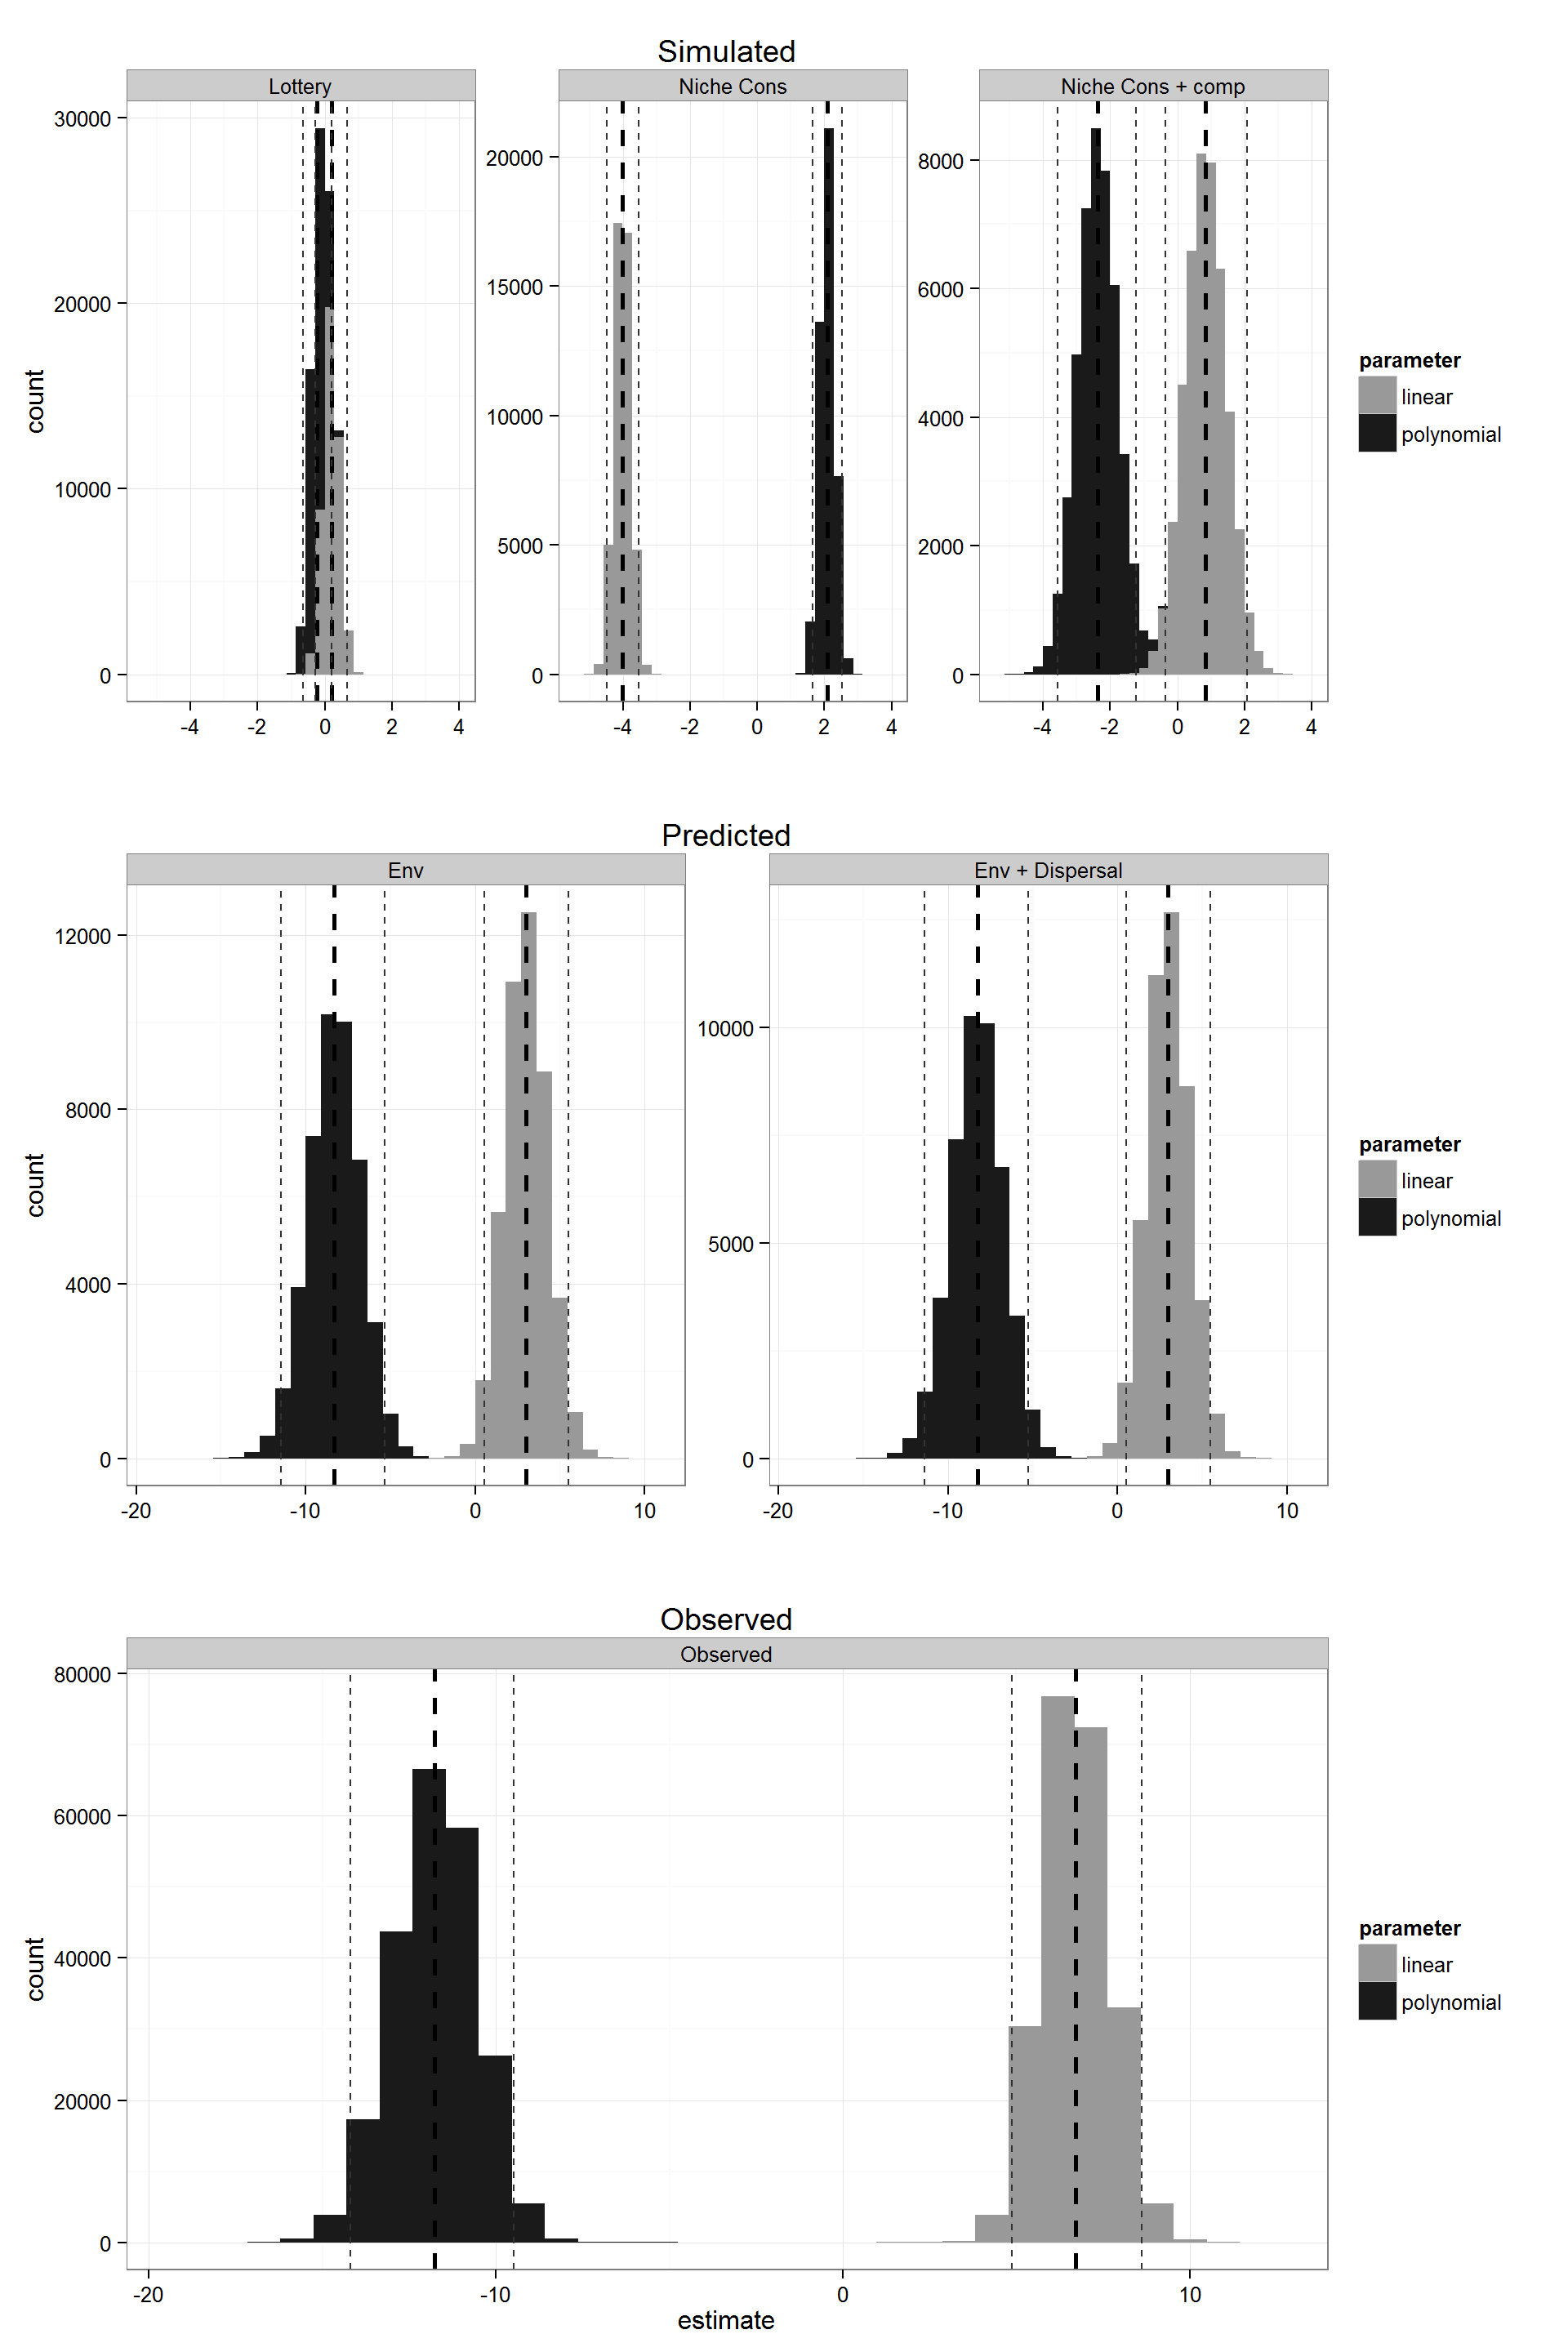 Simulated
Lottery
Niche Cons
Niche Cons + comp
count
30000
20000
10000
0
-4 -2 0 2 4
20000
15000
10000
5000
0
-4 -2 0 2 4
8000
6000
4000
2000
0
-4 -2 0 2 4
parameter
linear
polynomial
Predicted
Env
Env + Dispersal
count
12000
8000
4000
0
-20 -10 0 10
10000
5000
0
-20 -10 0 10
parameter
linear
polynomial
Observed
Observed
count
80000
60000
40000
20000
0
-20 -10 0 10
estimate
parameter
linear
polynomial